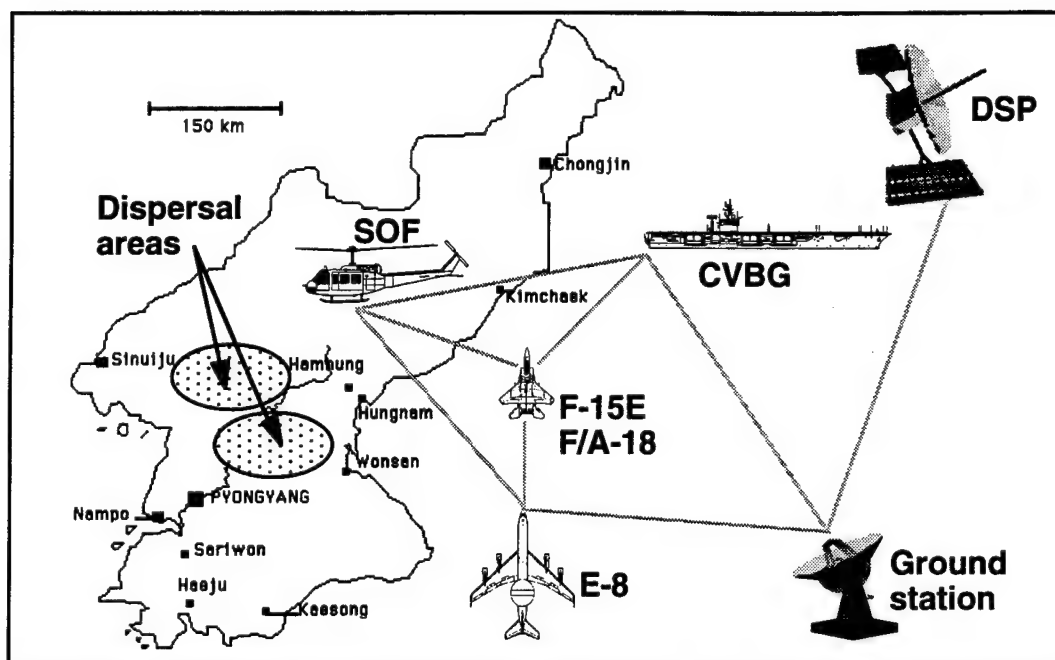 DSP
150 km
Chongjin
Dispersal
areas
SOF
CVBG
Kimchaek
Sinuiju
Hamhung
Hungnam
F-15E
F/A-18
Wonsan
PYONGYANG
Nampo
Sariwon
Haeju
Kaesong
E-8
Ground
station